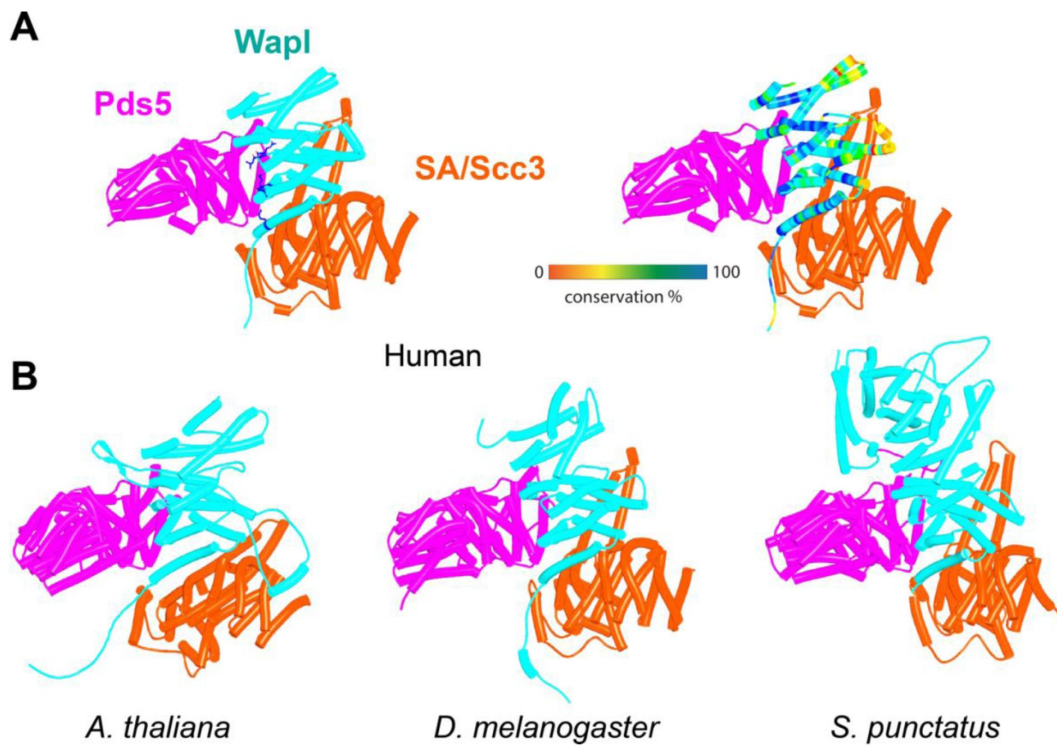 A
Wapl
Pds5
SA/Scc3
0 100
conservation %
Human
B
A. thaliana
D. melanogaster
S. punctatus